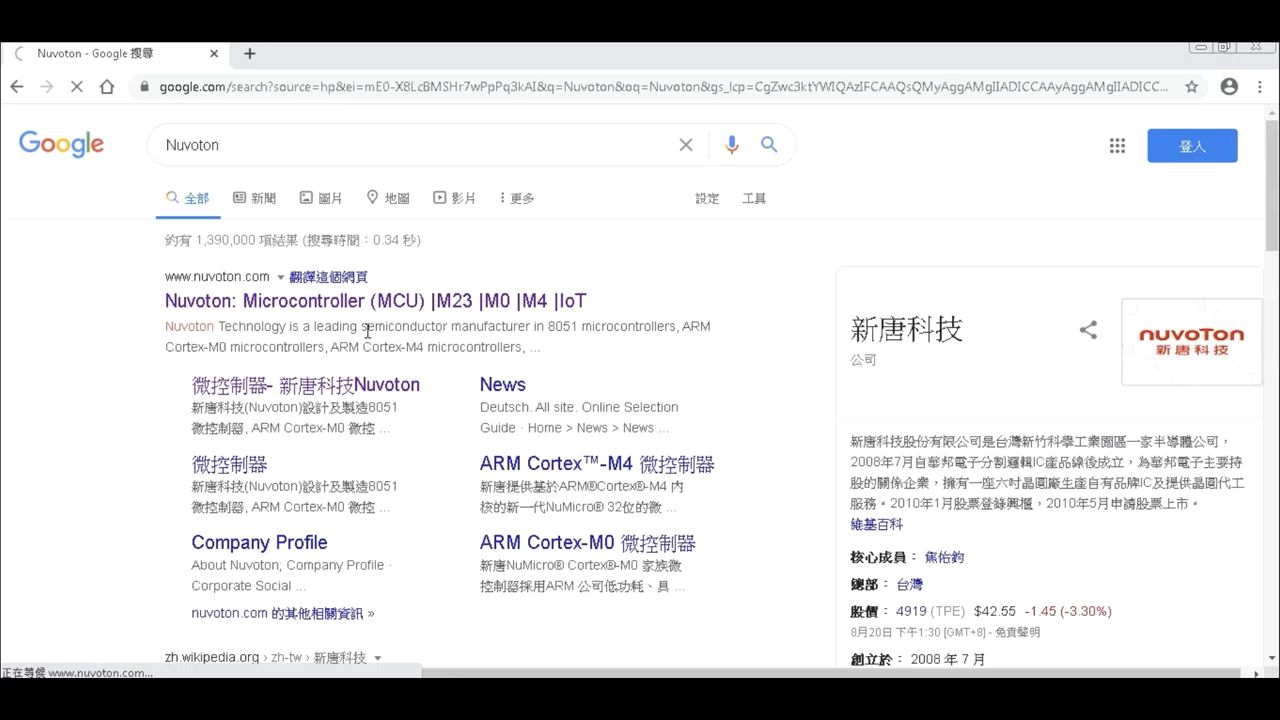 Nuvoton - Google 搜尋
google.com/search?source=hp&ei=mE0-X8LcBMSHr7wPpPq3kAI&q=Nuvoton&oq=Nuvoton&gs_lcp=CgZwc3ktYWIQAzIFCAAQsQMyAggAMgIIADICCAAyAggAMgIIADICC...
Google
Nuvoton
登入
全部 新聞 圖片 地圖 影片 更多 設定 工具
約有 1,390,000 項結果 (搜尋時間：0.34 秒)
www.nuvoton.com 翻譯這個網頁
Nuvoton: Microcontroller (MCU) |M23 |M0 |M4 |IoT
Nuvoton Technology is a leading semiconductor manufacturer in 8051 microcontrollers, ARM
Cortex-M0 microcontrollers, ARM Cortex-M4 microcontrollers, ...
微控制器- 新唐科技Nuvoton
新唐科技(Nuvoton)設計及製造8051
微控制器, ARM Cortex-M0 微控 ...
News
Deutsch. All site. Online Selection
Guide · Home > News > News ...
微控制器
新唐科技(Nuvoton)設計及製造8051
微控制器, ARM Cortex-M0 微控 ...
ARM Cortex™-M4 微控制器
新唐提供基於ARM®Cortex®-M4 內
核的新一代NuMicro® 32位的微 ...
Company Profile
About Nuvoton; Company Profile ·
Corporate Social ...
ARM Cortex-M0 微控制器
新唐NuMicro® Cortex®-M0 家族微
控制器採用ARM 公司低功耗、具 ...
nuvoton.com 的其他相關資訊 »
zh.wikipedia.org › zh-tw › 新唐科技
新唐科技
公司
nuvoTon
新唐科技
新唐科技股份有限公司是台灣新竹科學工業園區一家半導體公司，
2008年7月自華邦電子分割邏輯IC產品線後成立，為華邦電子主要持
股的關係企業，擁有一座六吋晶圓廠生產自有品牌IC及提供晶圓代工
服務。2010年1月股票登錄興櫃，2010年5月申請股票上市。
維基百科
核心成員： 焦佑鈞
總部： 台灣
股價： 4919 (TPE) $42.55 -1.45 (-3.30%)
8月20日 下午1:30 [GMT+8] - 免責聲明
創立於： 2008 年 7 月
正在等候 www.nuvoton.com...